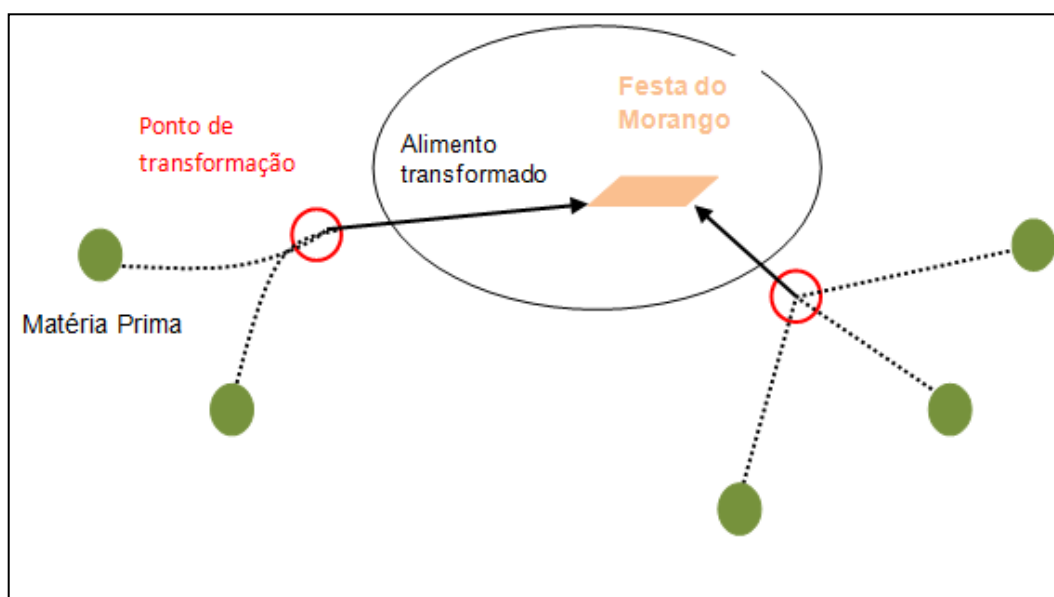 Festa do
Morango
Ponto de
transformação
Alimento
transformado
Matéria Prima